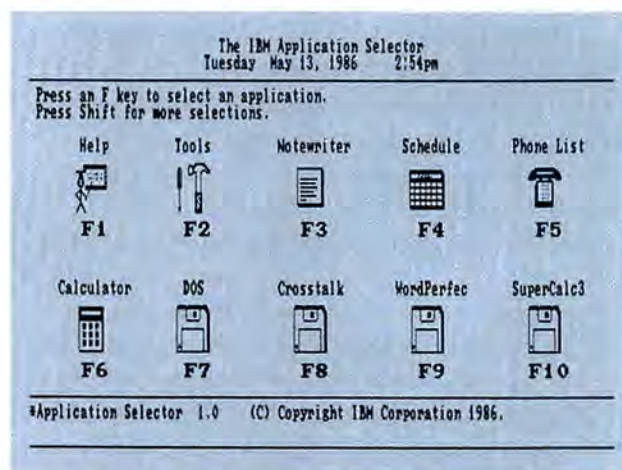 The IBM Application Selector
Tuesday May 13, 1986 2:54pm
Press an F key to select an application.
Press Shift for more selections.
Help Tools Notewriter Schedule Phone List
F1 F2 F3 F4 F5
Calculator DOS Crosstalk WordPerfec SuperCalc3
F6 F7 F8 F9 F10
*Application Selector 1.0 (C) Copyright IBM Corporation 1986.